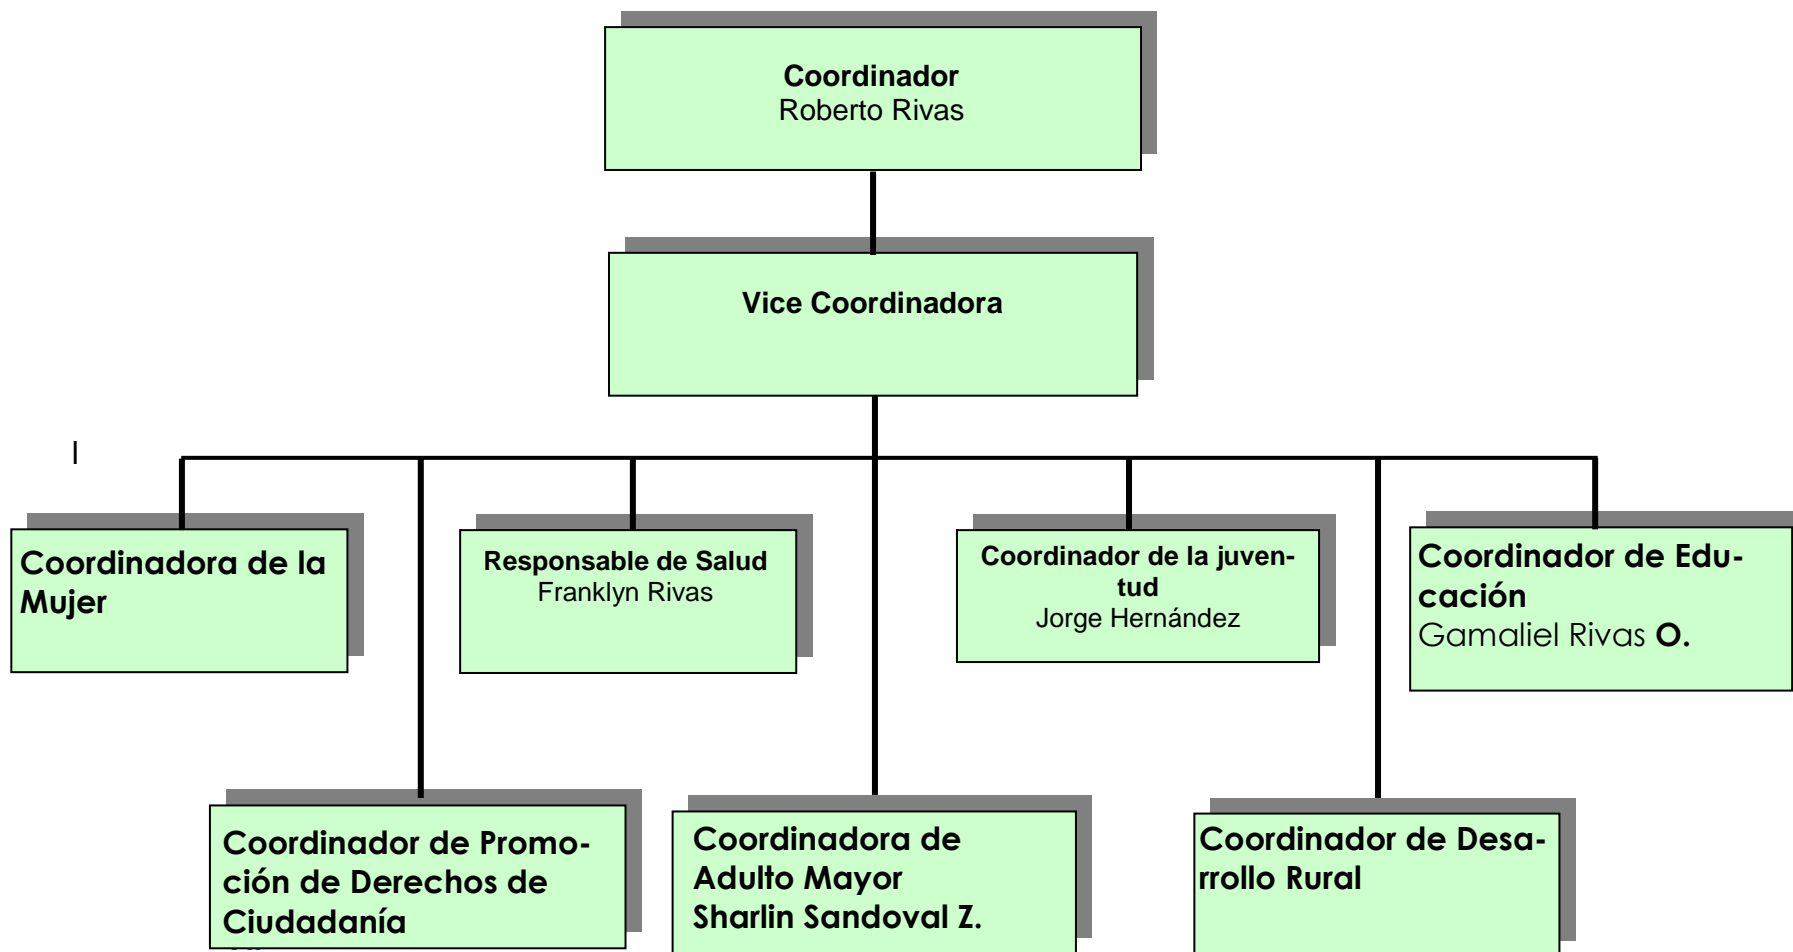 Coordinador
Roberto Rivas
Vice Coordinadora
I
Coordinadora de la
Mujer
Responsable de Salud
Franklyn Rivas
Coordinador de la juven-
tud
Jorge Hernández
Coordinador de Edu-
cación
Gamaliel Rivas O.
Coordinador de Promo-
ción de Derechos de
Ciudadanía
Coordinadora de
Adulto Mayor
Sharlin Sandoval Z.
Coordinador de Desa-
rrollo Rural